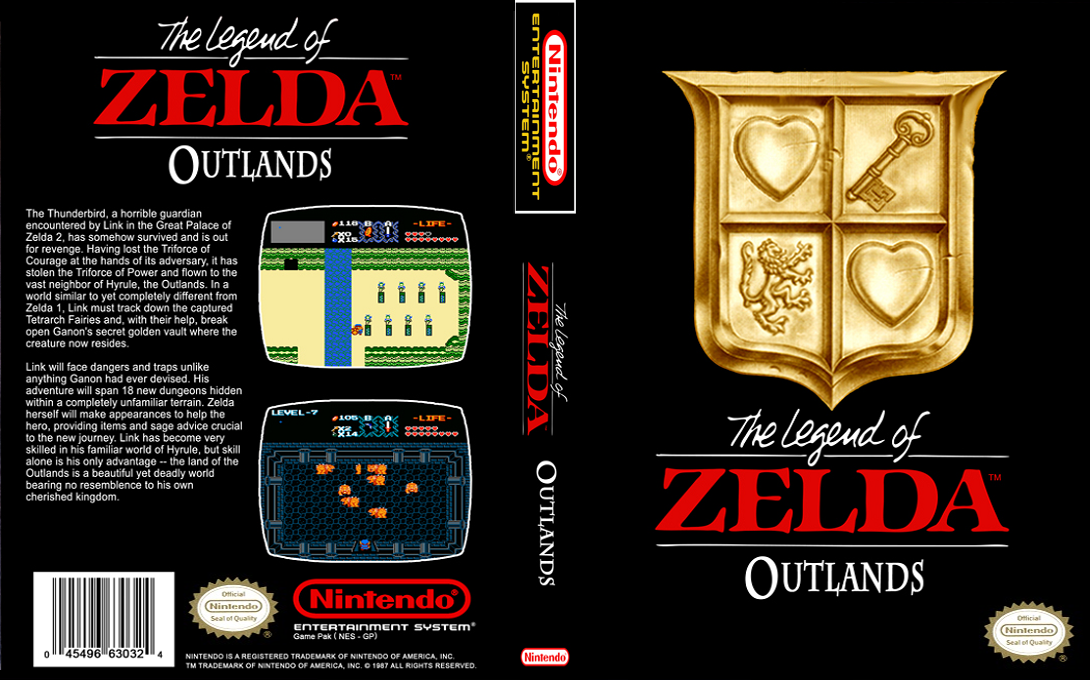 The Legend of
ZELDA™
OUTLANDS
The Thunderbird, a horrible guardian
encountered by Link in the Great Palace of
Zelda 2, has somehow survived and is out
for revenge. Having lost the Triforce of
Courage at the hands of its adversary, it has
stolen the Triforce of Power and flown to the
vast neighbor of Hyrule, the Outlands. In a
world similar to yet completely different from
Zelda 1, Link must track down the captured
Tetrarch Fairies and, with their help, break
open Ganon's secret golden vault where the
creature now resides.
Link will face dangers and traps unlike
anything Ganon had ever devised. His
adventure will span 18 new dungeons hidden
within a completely unfamiliar terrain. Zelda
herself will make appearances to help the
hero, providing items and sage advice crucial
to the new journey. Link has become very
skilled in his familiar world of Hyrule, but skill
alone is his only advantage -- the land of the
Outlands is a beautiful yet deadly world
bearing no resemblence to his own
cherished kingdom.
118 B A -LIFE-
X0
X15
LEVEL-7
105 B A -LIFE-
X2
X14
0 45496 63032 4
Official
Nintendo
Seal of Quality
®
Nintendo®
ENTERTAINMENT SYSTEM®
Game Pak ( NES - GP)
NINTENDO IS A REGISTERED TRADEMARK OF NINTENDO OF AMERICA, INC.
TM TRADEMARK OF NINTENDO OF AMERICA, INC. © 1987 ALL RIGHTS RESERVED.
Nintendo®
ENTERTAINMENT
SYSTEM®
The Legend of
ZELDA
OUTLANDS
Nintendo
The Legend of
ZELDA™
OUTLANDS
Official
Nintendo
Seal of Quality
®